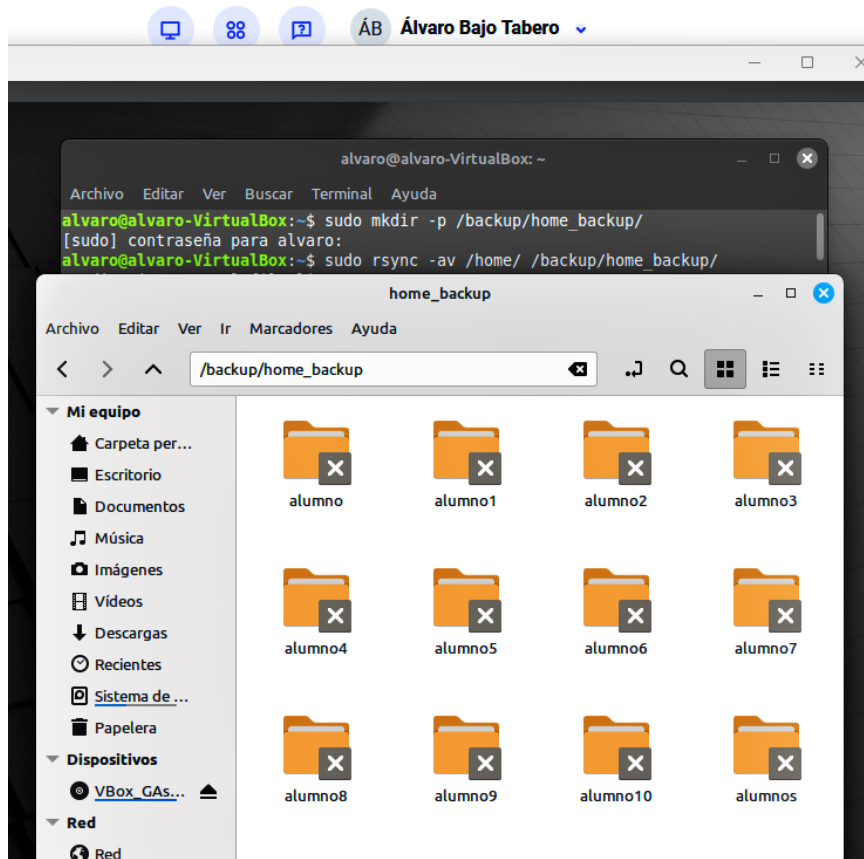 ÁB Álvaro Bajo Tabero
alvaro@alvaro-VirtualBox: ~
Archivo Editar Ver Buscar Terminal Ayuda
alvaro@alvaro-VirtualBox:~$ sudo mkdir -p /backup/home_backup/
[sudo] contraseña para alvaro:
alvaro@alvaro-VirtualBox:~$ sudo rsync -av /home/ /backup/home_backup/
home_backup
Archivo Editar Ver Ir Marcadores Ayuda
/backup/home_backup
Mi equipo
Carpeta per...
Escritorio
Documentos
Música
Imágenes
Vídeos
Descargas
Recientes
Sistema de ...
Papelera
Dispositivos
VBox_GAs...
Red
Red
alumno alumno1 alumno2 alumno3
alumno4 alumno5 alumno6 alumno7
alumno8 alumno9 alumno10 alumnos